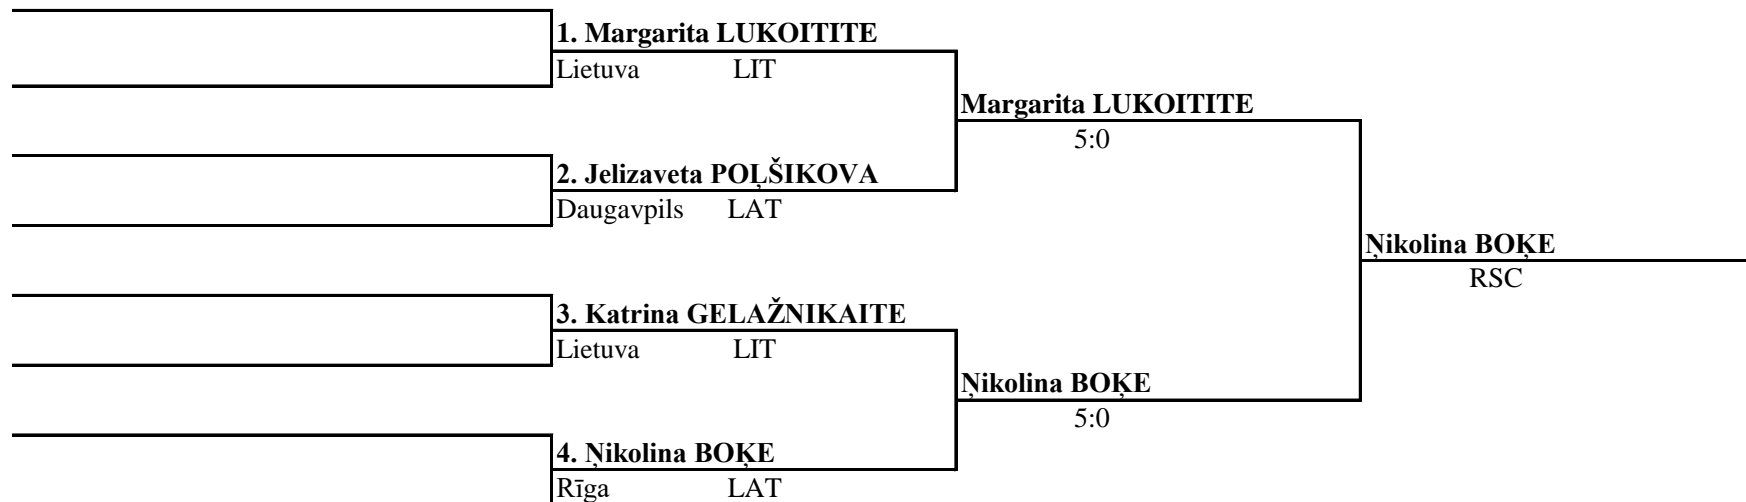 1. Margarita LUKOITITE
Lietuva LIT
Margarita LUKOITITE
5:0
2. Jelizaveta POĻŠIKOVA
Daugavpils LAT
Ņikolina BOĶE
RSC
3. Katrina GELAŽNIKAITE
Lietuva LIT
Ņikolina BOĶE
5:0
4. Ņikolina BOĶE
Rīga LAT